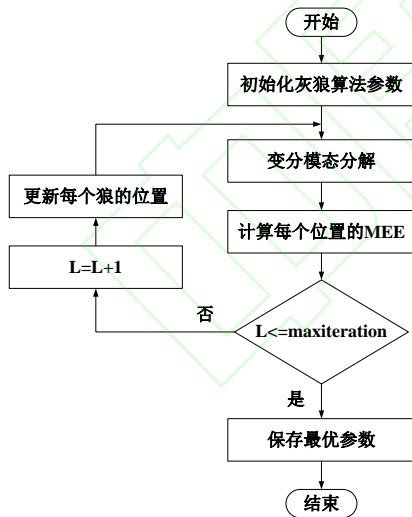 开始
初始化灰狼算法参数
变分模态分解
更新每个狼的位置
计算每个位置的MEE
L=L+1
否
L<=maxiteration
是
保存最优参数
结束